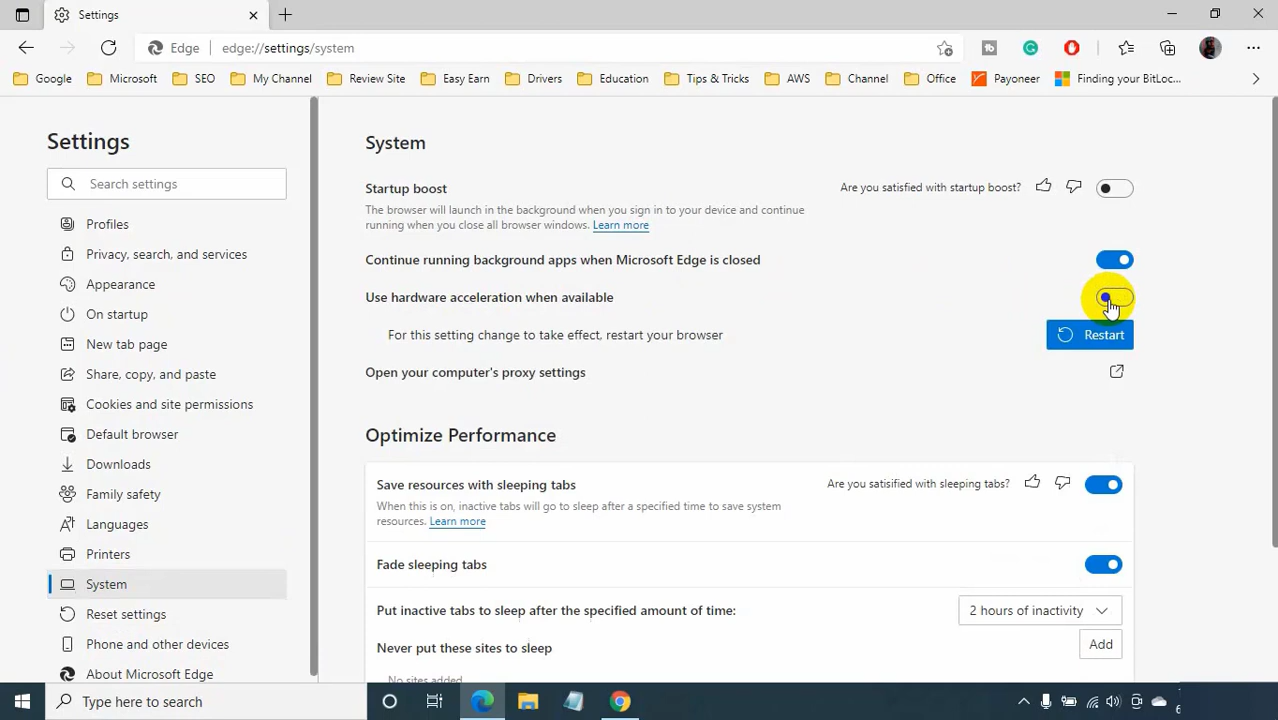 Settings
Edge edge://settings/system
Google Microsoft SEO My Channel Review Site Easy Earn Drivers Education Tips & Tricks AWS Channel Office Payoneer Finding your BitLoc...
Settings
Search settings
Profiles
Privacy, search, and services
Appearance
On startup
New tab page
Share, copy, and paste
Cookies and site permissions
Default browser
Downloads
Family safety
Languages
Printers
System
Reset settings
Phone and other devices
About Microsoft Edge
System
Startup boost
Are you satisfied with startup boost?
The browser will launch in the background when you sign in to your device and continue
running when you close all browser windows. Learn more
Continue running background apps when Microsoft Edge is closed
Use hardware acceleration when available
For this setting change to take effect, restart your browser
Restart
Open your computer's proxy settings
Optimize Performance
Save resources with sleeping tabs
Are you satisified with sleeping tabs?
When this is on, inactive tabs will go to sleep after a specified time to save system
resources. Learn more
Fade sleeping tabs
Put inactive tabs to sleep after the specified amount of time:
2 hours of inactivity
Never put these sites to sleep
Add
No sites added
Type here to search